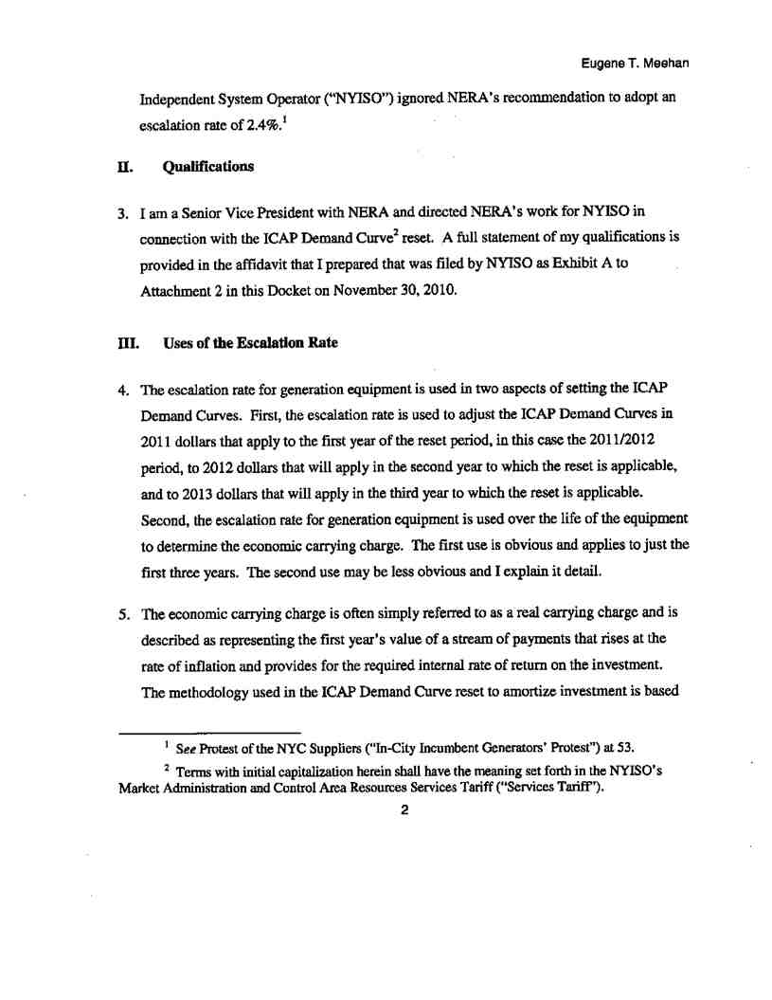 Eugene T. Meehan
Independent System Operator (“NYISO”) ignored NERA’s recommendation to adopt an
escalation rate of 2.4%.1
II. Qualifications
3. I am a Senior Vice President with NERA and directed NERA’s work for NYISO in
connection with the ICAP Demand Curve2 reset. A full statement of my qualifications is
provided in the affidavit that I prepared that was filed by NYISO as Exhibit A to
Attachment 2 in this Docket on November 30, 2010.
III. Uses of the Escalation Rate
4. The escalation rate for generation equipment is used in two aspects of setting the ICAP
Demand Curves. First, the escalation rate is used to adjust the ICAP Demand Curves in
2011 dollars that apply to the first year of the reset period, in this case the 2011/2012
period, to 2012 dollars that will apply in the second year to which the reset is applicable,
and to 2013 dollars that will apply in the third year to which the reset is applicable.
Second, the escalation rate for generation equipment is used over the life of the equipment
to determine the economic carrying charge. The first use is obvious and applies to just the
first three years. The second use may be less obvious and I explain it detail.
5. The economic carrying charge is often simply referred to as a real carrying charge and is
described as representing the first year’s value of a stream of payments that rises at the
rate of inflation and provides for the required internal rate of return on the investment.
The methodology used in the ICAP Demand Curve reset to amortize investment is based
1 See Protest of the NYC Suppliers (“In-City Incumbent Generators’ Protest”) at 53.
2 Terms with initial capitalization herein shall have the meaning set forth in the NYISO’s
Market Administration and Control Area Resources Services Tariff (“Services Tariff”).
2